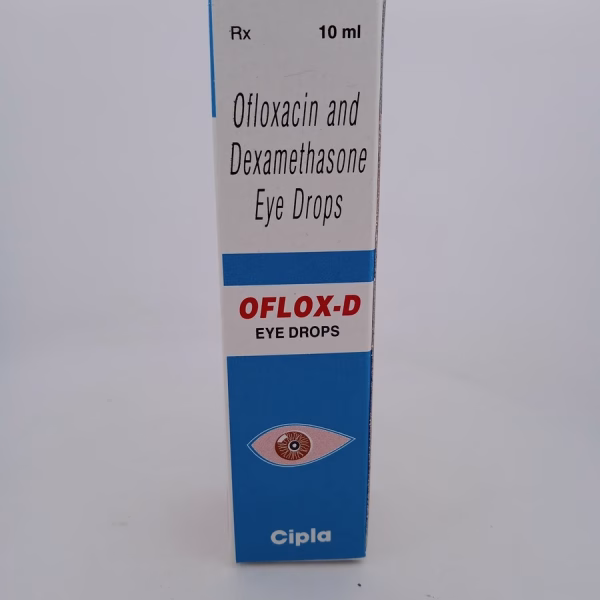 Rx 10 ml
Ofloxacin and
Dexamethasone
Eye Drops
OFLOX-D
EYE DROPS
Cipla